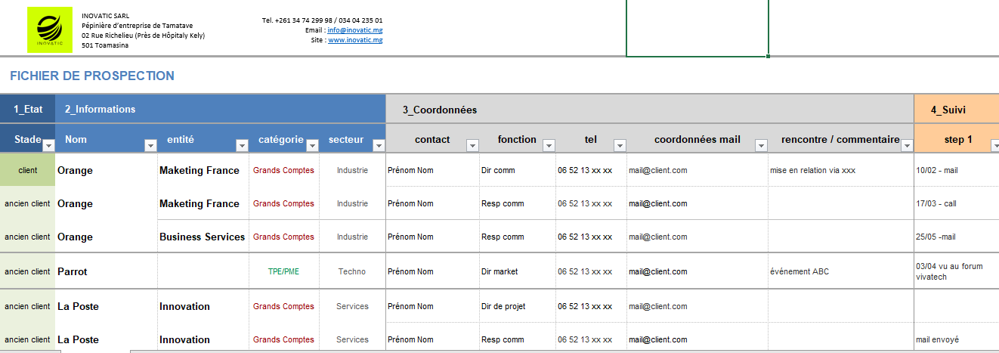 INOVATIC
INOVATIC SARL
Pépinière d'entreprise de Tamatave
02 Rue Richelieu (Près de Hôpitaly Kely)
501 Toamasina
Tel. +261 34 74 299 98 / 034 04 235 01
Email : info@inovatic.mg
Site : www.inovatic.mg
FICHIER DE PROSPECTION
1_Etat 2_Informations 3_Coordonnées 4_Suivi
Stade Nom entité catégorie secteur contact fonction tel coordonnées mail rencontre / commentaire step 1
client Orange Maketing France Grands Comptes Industrie Prénom Nom Dir comm 06 52 13 xx xx mail@client.com mise en relation via xxx 10/02 - mail
ancien client Orange Maketing France Grands Comptes Industrie Prénom Nom Resp comm 06 52 13 xx xx mail@client.com 17/03 - call
ancien client Orange Business Services Grands Comptes Industrie Prénom Nom Resp comm 06 52 13 xx xx mail@client.com 25/05 -mail
ancien client Parrot TPE/PME Techno Prénom Nom Dir market 06 52 13 xx xx mail@client.com événement ABC 03/04 vu au forum
vivatech
ancien client La Poste Innovation Grands Comptes Services Prénom Nom Dir de projet 06 52 13 xx xx mail@client.com
ancien client La Poste Innovation Grands Comptes Services Prénom Nom Resp comm 06 52 13 xx xx mail@client.com mail envoyé